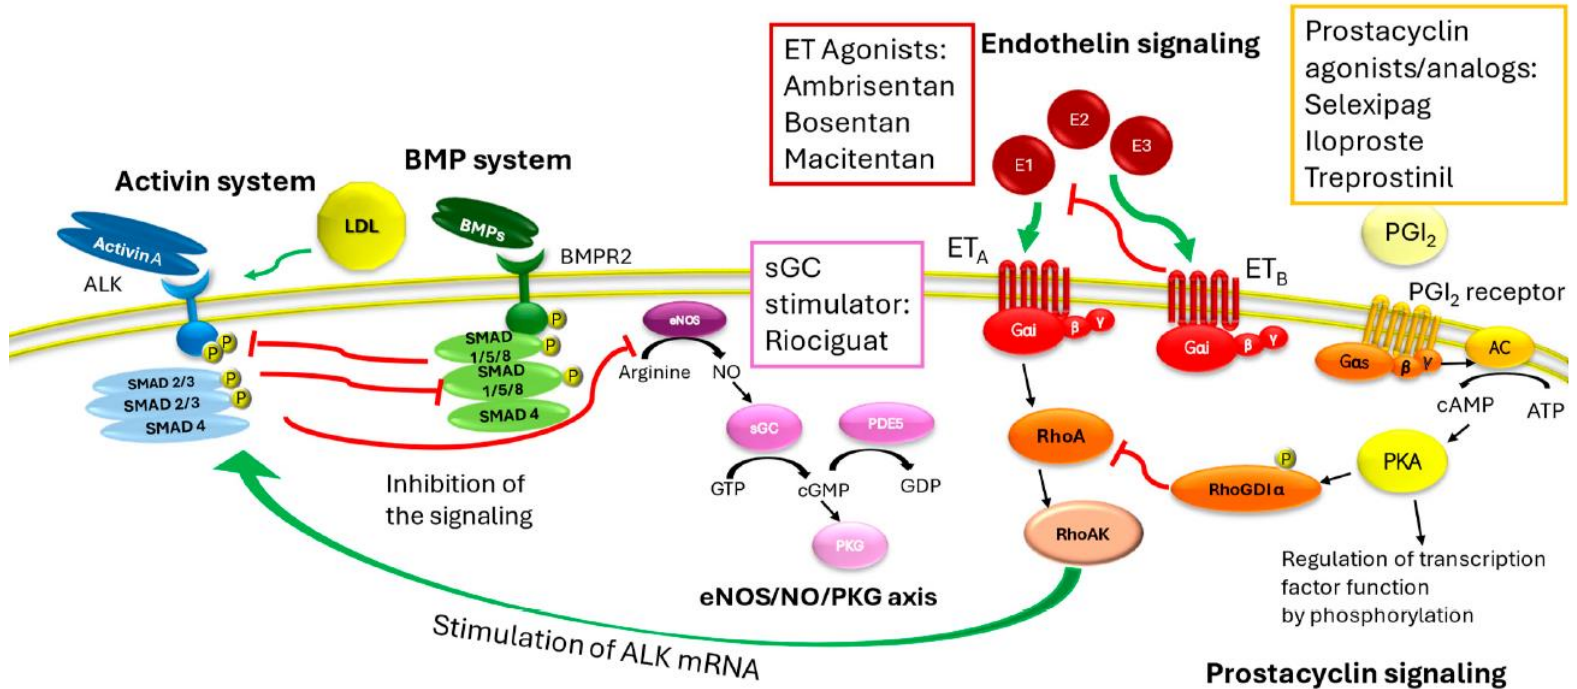 ET Agonists:
Ambrisentan
Bosentan
Macitentan
Endothelin signaling
Prostacyclin
agonists/analogs:
Selexipag
Iloproste
Treprostinil
E1
E2
E3
PGI₂
Activin system
BMP system
LDL
Activin A
ALK
BMPs
BMPR2
P
P
P
P
SMAD 2/3
SMAD 2/3
SMAD 4
P
P
P
SMAD
1/5/8
SMAD
1/5/8
SMAD 4
sGC
stimulator:
Riociguat
eNOS
Arginine
NO
sGC
PDE5
GTP
cGMP
GDP
PKG
eNOS/NO/PKG axis
Inhibition of
the signaling
ETA
ETB
Gαi
β
γ
Gαi
β
γ
PGI₂ receptor
Gαs
β
γ
AC
cAMP
ATP
RhoA
RhoAK
P
RhoGDIα
PKA
Regulation of transcription
factor function
by phosphorylation
Stimulation of ALK mRNA
Prostacyclin signaling